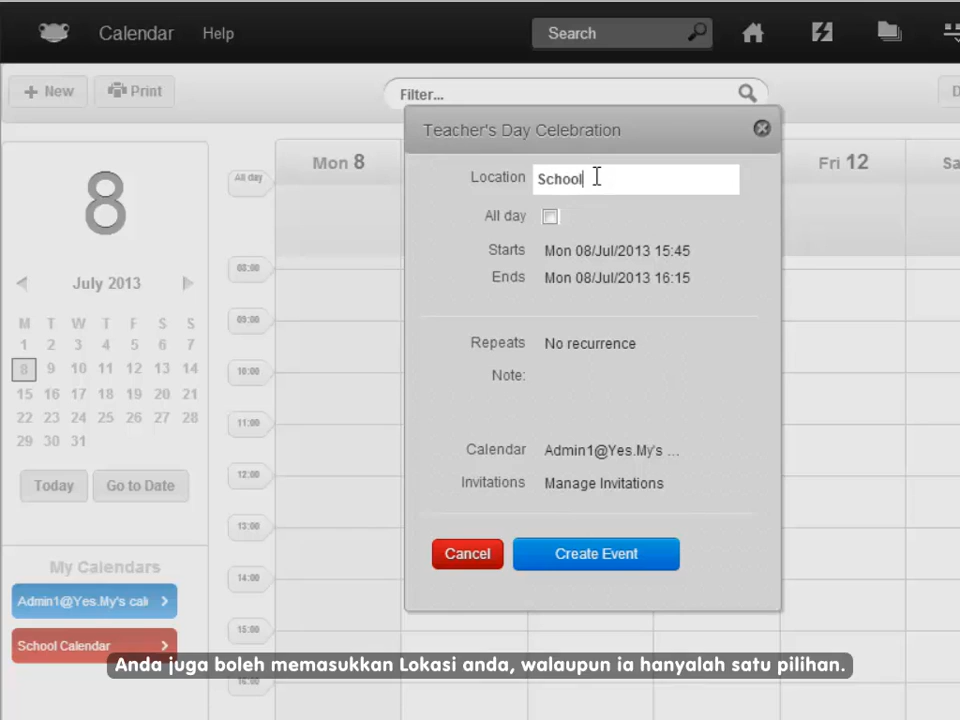 Calendar Help Search
+ New Print Filter...
Teacher's Day Celebration
Location School
All day
Starts Mon 08/Jul/2013 15:45
Ends Mon 08/Jul/2013 16:15
Repeats No recurrence
Note:
Calendar Admin1@Yes.My's ...
Invitations Manage Invitations
Cancel Create Event
8
July 2013
M T W T F S S
1 2 3 4 5 6 7
8 9 10 11 12 13 14
15 16 17 18 19 20 21
22 23 24 25 26 27 28
29 30 31
Today Go to Date
My Calendars
Admin1@Yes.My's cal
School Calendar
Mon 8 Fri 12 Sa
All day
08:00
09:00
10:00
11:00
12:00
13:00
14:00
15:00
16:00
Anda juga boleh memasukkan Lokasi anda, walaupun ia hanyalah satu pilihan.